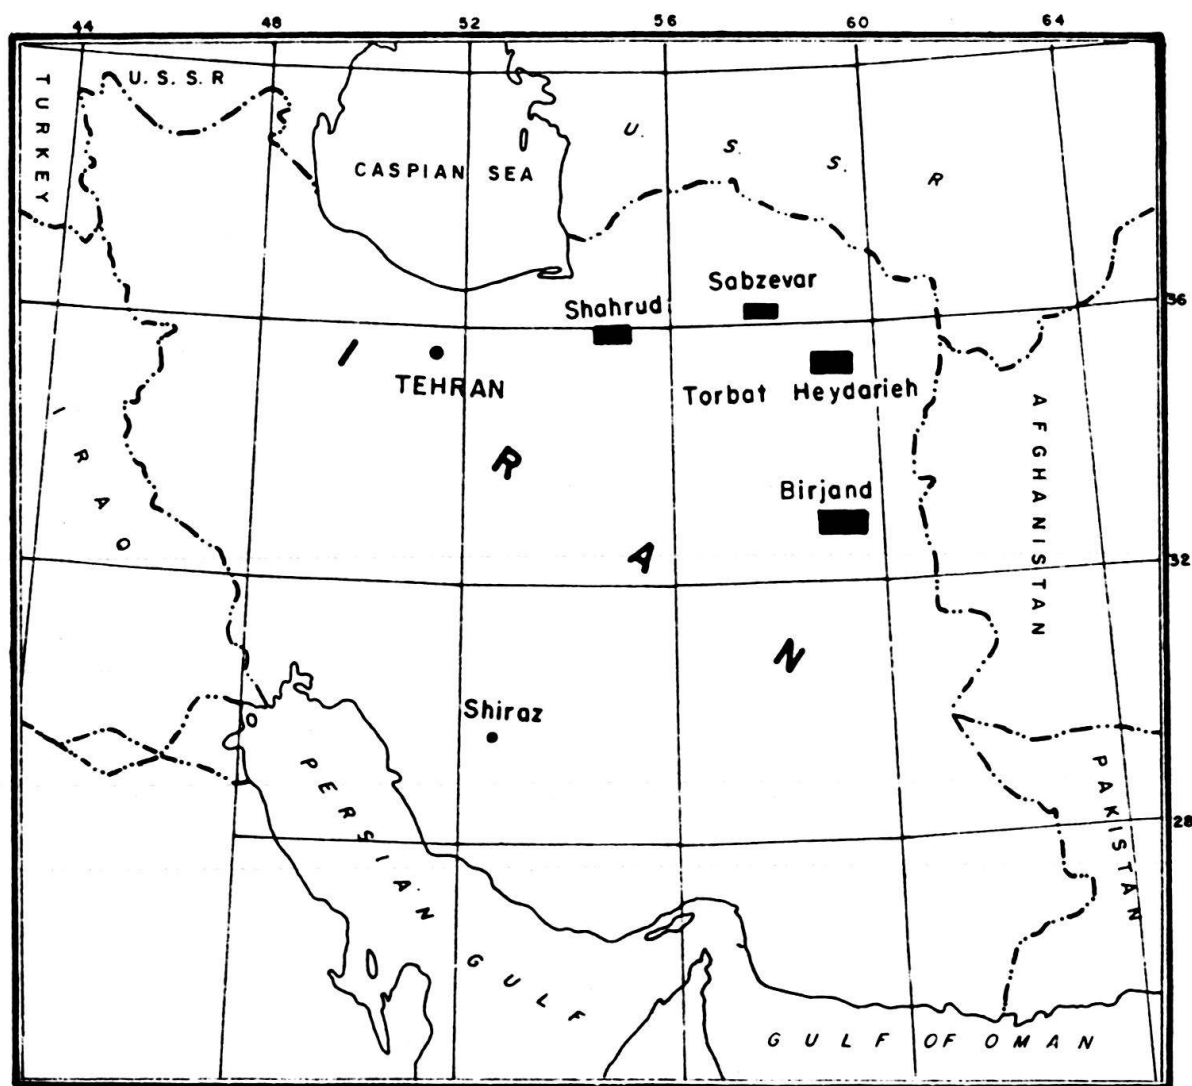 44 48 52 56 60 64
TURKEY
U. S. S. R
U. S. S. R
CASPIAN SEA
Sabzevar
36
Shahrud
TEHRAN
Torbat Heydarieh
IRAN
IRAQ
AFGHANISTAN
Birjand
32
Shiraz
PERSIAN GULF
PAKISTAN
28
GULF OF OMAN